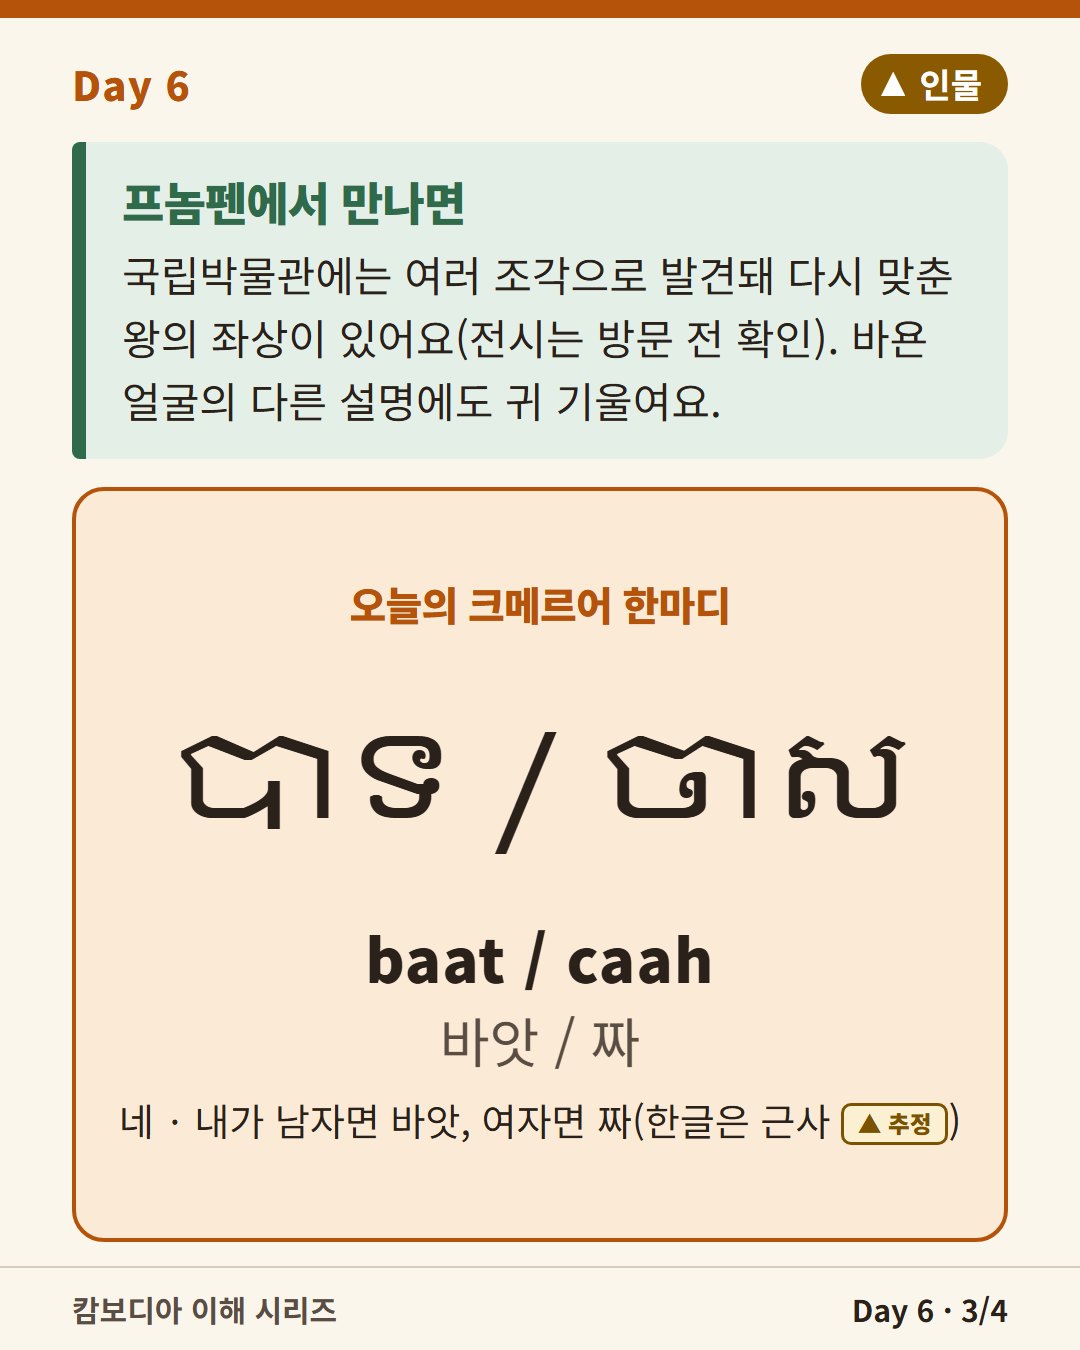 Day 6
▲ 인물
프놈펜에서 만나면
국립박물관에는 여러 조각으로 발견돼 다시 맞춘
왕의 좌상이 있어요(전시는 방문 전 확인). 바욘
얼굴의 다른 설명에도 귀 기울여요.
오늘의 크메르어 한마디
បាទ / ចាស
baat / caah
바앗 / 짜
네 · 내가 남자면 바앗, 여자면 짜(한글은 근사 ▲ 추정)
캄보디아 이해 시리즈
Day 6 · 3/4